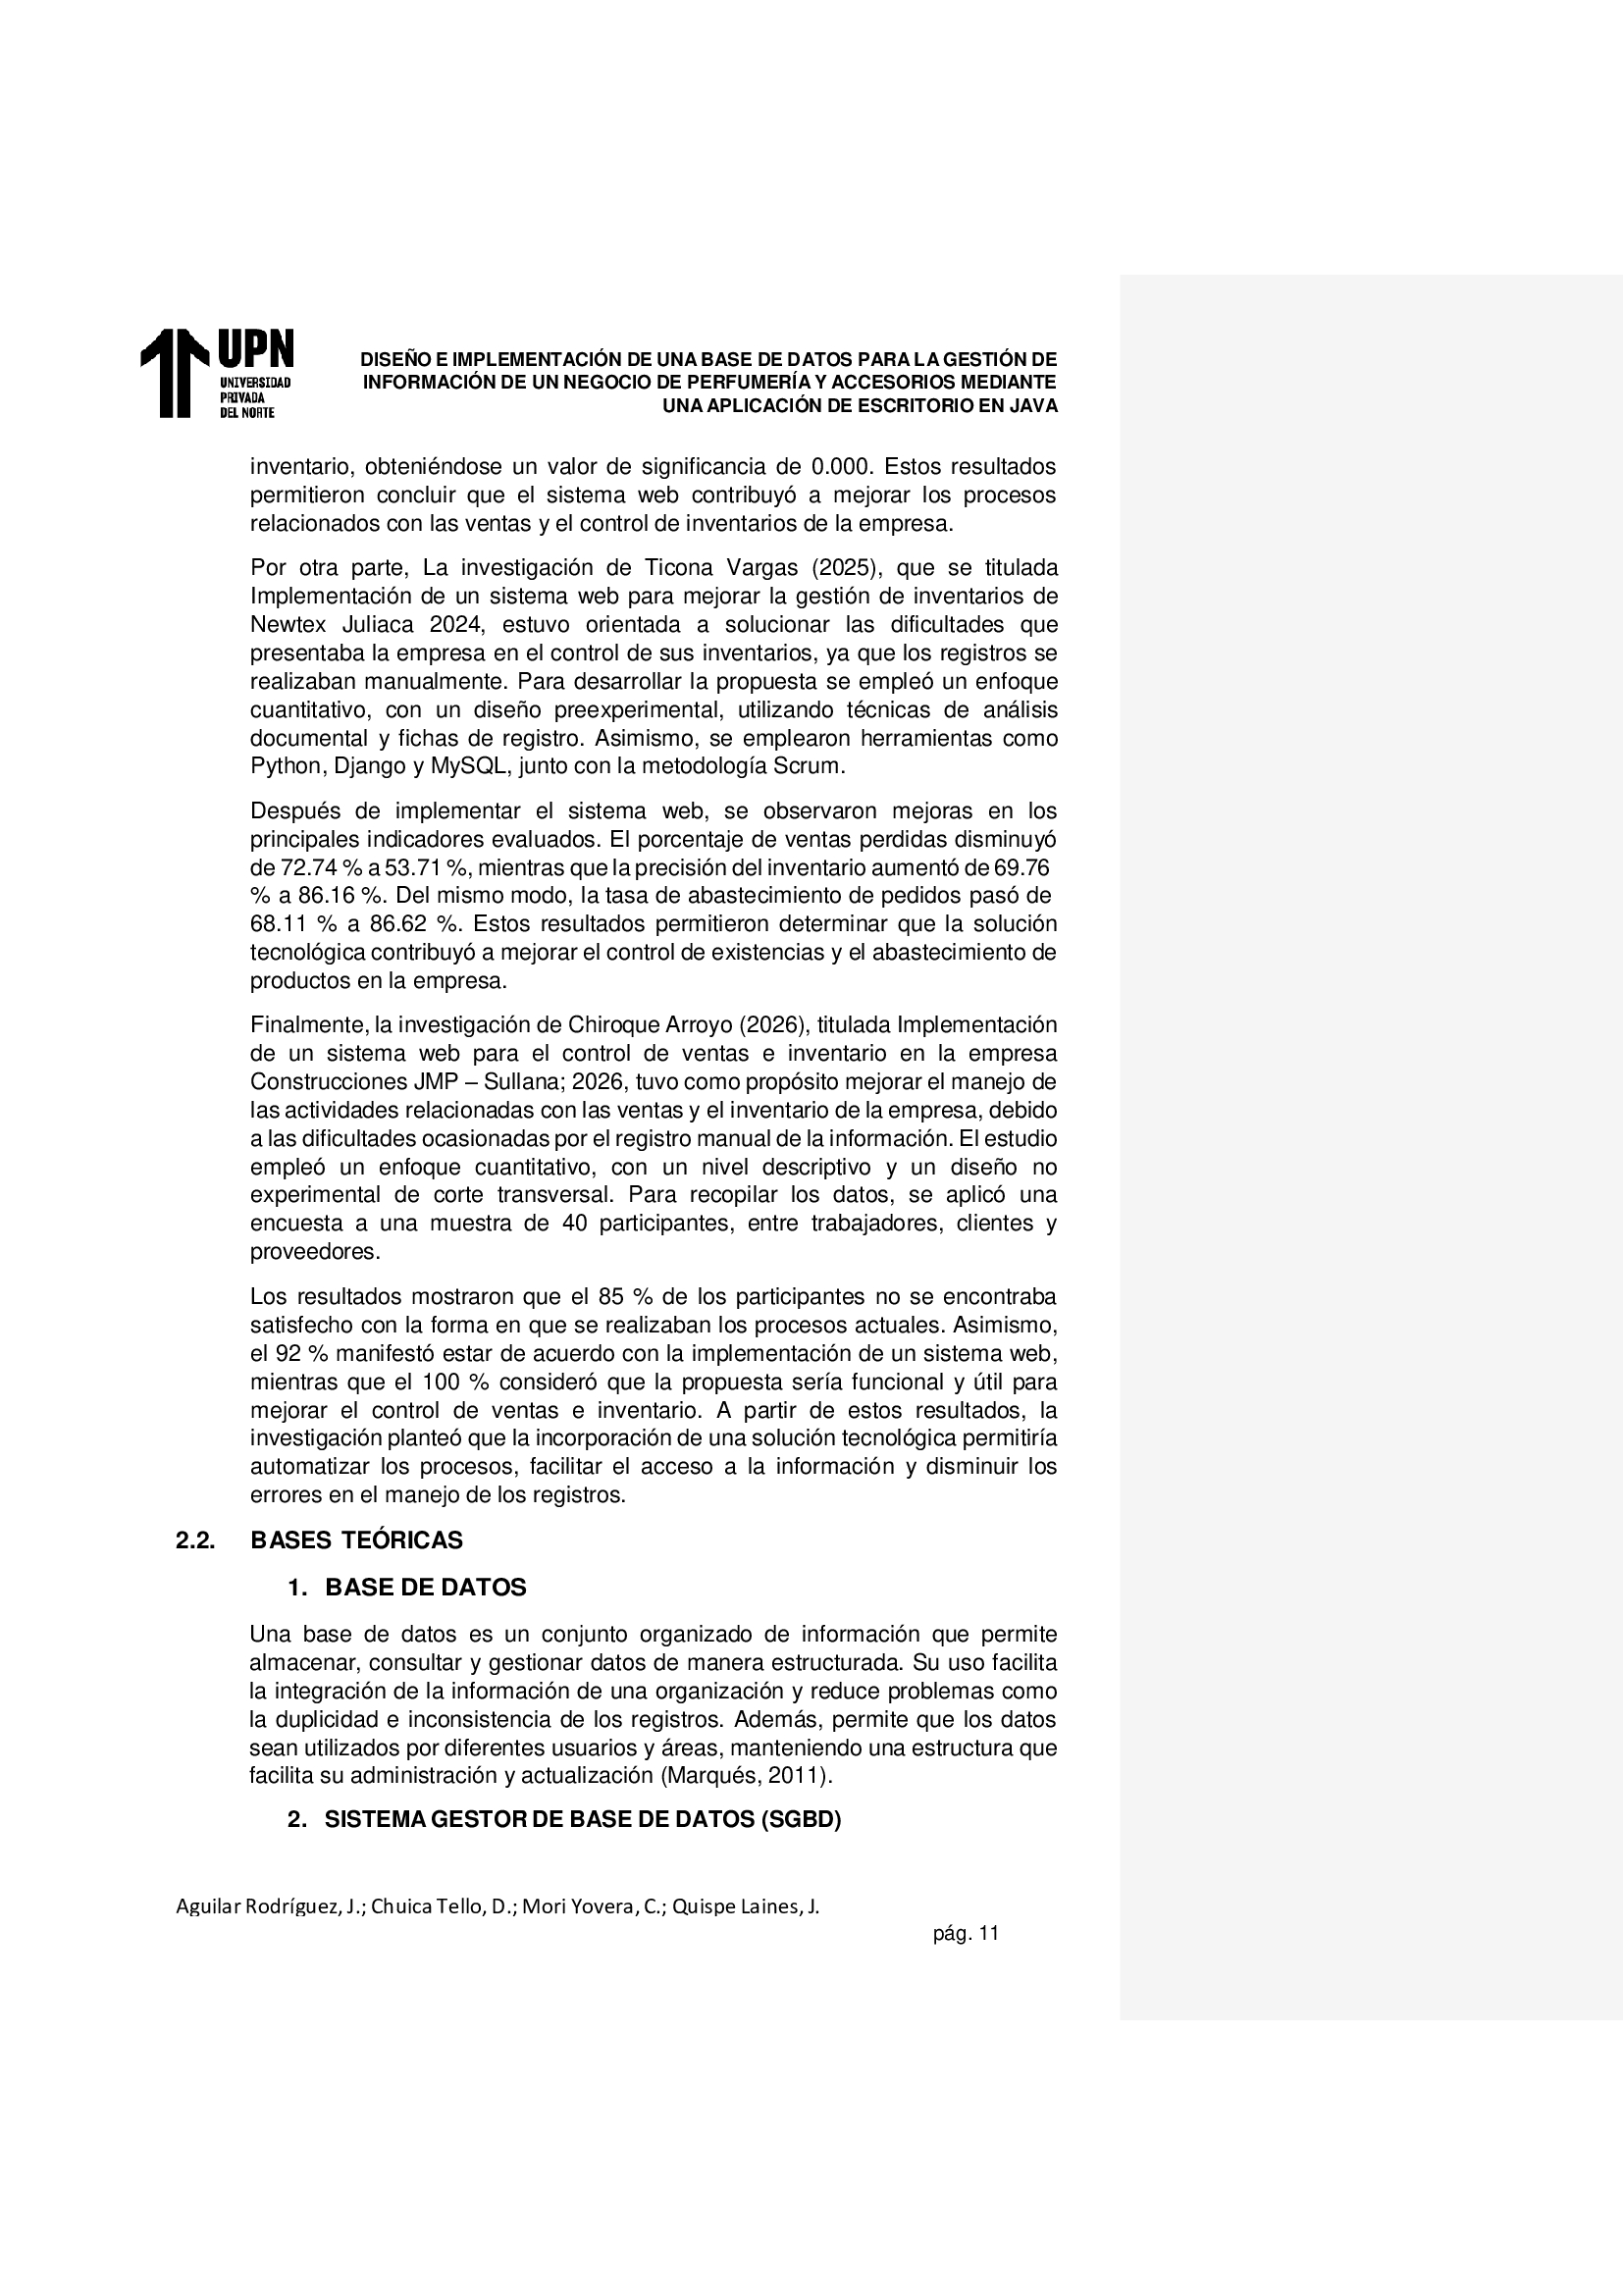 UPN
UNIVERSIDAD
PRIVADA
DEL NORTE
DISEÑO E IMPLEMENTACIÓN DE UNA BASE DE DATOS PARA LA GESTIÓN DE
INFORMACIÓN DE UN NEGOCIO DE PERFUMERÍA Y ACCESORIOS MEDIANTE
UNA APLICACIÓN DE ESCRITORIO EN JAVA
inventario, obteniéndose un valor de significancia de 0.000. Estos resultados
permitieron concluir que el sistema web contribuyó a mejorar los procesos
relacionados con las ventas y el control de inventarios de la empresa.
Por otra parte, La investigación de Ticona Vargas (2025), que se titulada
Implementación de un sistema web para mejorar la gestión de inventarios de
Newtex Juliaca 2024, estuvo orientada a solucionar las dificultades que
presentaba la empresa en el control de sus inventarios, ya que los registros se
realizaban manualmente. Para desarrollar la propuesta se empleó un enfoque
cuantitativo, con un diseño preexperimental, utilizando técnicas de análisis
documental y fichas de registro. Asimismo, se emplearon herramientas como
Python, Django y MySQL, junto con la metodología Scrum.
Después de implementar el sistema web, se observaron mejoras en los
principales indicadores evaluados. El porcentaje de ventas perdidas disminuyó
de 72.74 % a 53.71 %, mientras que la precisión del inventario aumentó de 69.76
% a 86.16 %. Del mismo modo, la tasa de abastecimiento de pedidos pasó de
68.11 % a 86.62 %. Estos resultados permitieron determinar que la solución
tecnológica contribuyó a mejorar el control de existencias y el abastecimiento de
productos en la empresa.
Finalmente, la investigación de Chiroque Arroyo (2026), titulada Implementación
de un sistema web para el control de ventas e inventario en la empresa
Construcciones JMP – Sullana; 2026, tuvo como propósito mejorar el manejo de
las actividades relacionadas con las ventas y el inventario de la empresa, debido
a las dificultades ocasionadas por el registro manual de la información. El estudio
empleó un enfoque cuantitativo, con un nivel descriptivo y un diseño no
experimental de corte transversal. Para recopilar los datos, se aplicó una
encuesta a una muestra de 40 participantes, entre trabajadores, clientes y
proveedores.
Los resultados mostraron que el 85 % de los participantes no se encontraba
satisfecho con la forma en que se realizaban los procesos actuales. Asimismo,
el 92 % manifestó estar de acuerdo con la implementación de un sistema web,
mientras que el 100 % consideró que la propuesta sería funcional y útil para
mejorar el control de ventas e inventario. A partir de estos resultados, la
investigación planteó que la incorporación de una solución tecnológica permitiría
automatizar los procesos, facilitar el acceso a la información y disminuir los
errores en el manejo de los registros.
2.2. BASES TEÓRICAS
1. BASE DE DATOS
Una base de datos es un conjunto organizado de información que permite
almacenar, consultar y gestionar datos de manera estructurada. Su uso facilita
la integración de la información de una organización y reduce problemas como
la duplicidad e inconsistencia de los registros. Además, permite que los datos
sean utilizados por diferentes usuarios y áreas, manteniendo una estructura que
facilita su administración y actualización (Marqués, 2011).
2. SISTEMA GESTOR DE BASE DE DATOS (SGBD)
Aguilar Rodríguez, J.; Chuica Tello, D.; Mori Yovera, C.; Quispe Laines, J.
pág. 11